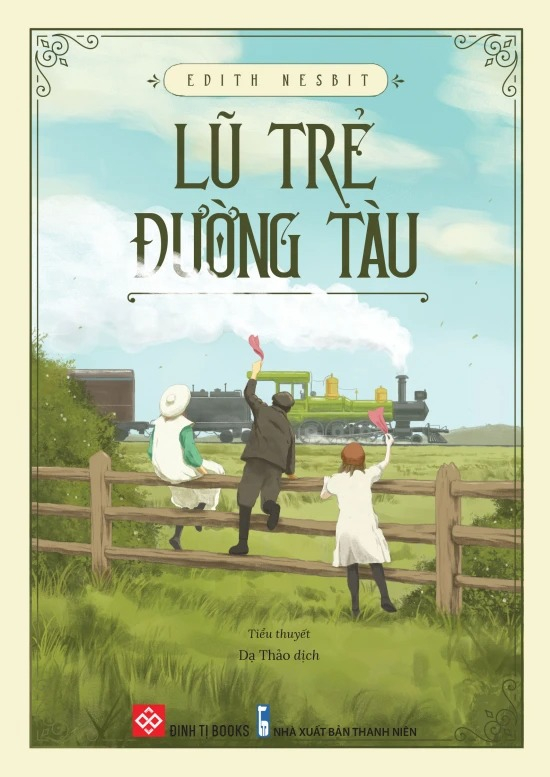 EDITH NESBIT
LŨ TRẺ
ĐƯỜNG TÀU
Tiểu thuyết
Dạ Thảo dịch
ĐINH TỊ BOOKS NHÀ XUẤT BẢN THANH NIÊN